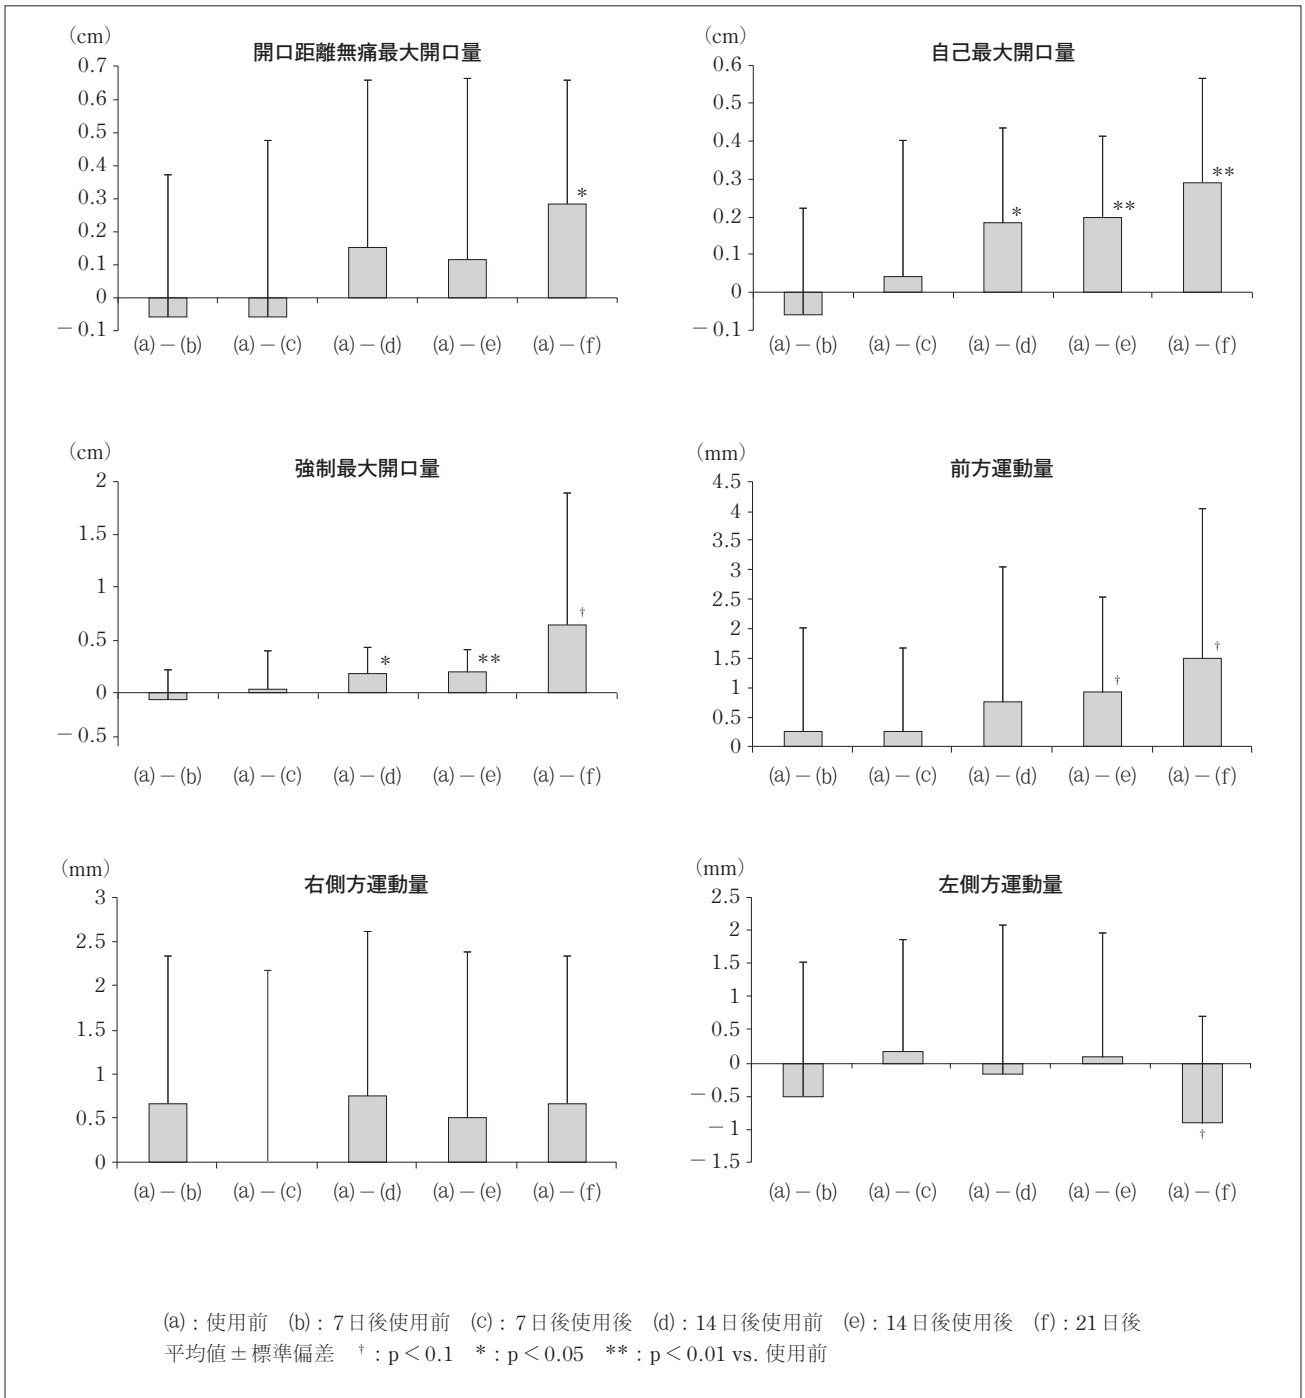 (cm)
開口距離無痛最大開口量
0.7
0.6
0.5
0.4
0.3
0.2
0.1
0
－0.1
*
(a)－(b) (a)－(c) (a)－(d) (a)－(e) (a)－(f)
(cm)
自己最大開口量
0.6
0.5
0.4
0.3
0.2
0.1
0
－0.1
* ** **
(a)－(b) (a)－(c) (a)－(d) (a)－(e) (a)－(f)
(cm)
強制最大開口量
2
1.5
1
0.5
0
－0.5
* ** †
(a)－(b) (a)－(c) (a)－(d) (a)－(e) (a)－(f)
(mm)
前方運動量
4.5
4
3.5
3
2.5
2
1.5
1
0.5
0
† †
(a)－(b) (a)－(c) (a)－(d) (a)－(e) (a)－(f)
(mm)
右側方運動量
3
2.5
2
1.5
1
0.5
0
(a)－(b) (a)－(c) (a)－(d) (a)－(e) (a)－(f)
(mm)
左側方運動量
2.5
2
1.5
1
0.5
0
－0.5
－1
－1.5
†
(a)－(b) (a)－(c) (a)－(d) (a)－(e) (a)－(f)
(a)：使用前 (b)：7日後使用前 (c)：7日後使用後 (d)：14日後使用前 (e)：14日後使用後 (f)：21日後
平均値±標準偏差 †：p＜0.1 *：p＜0.05 **：p＜0.01 vs. 使用前